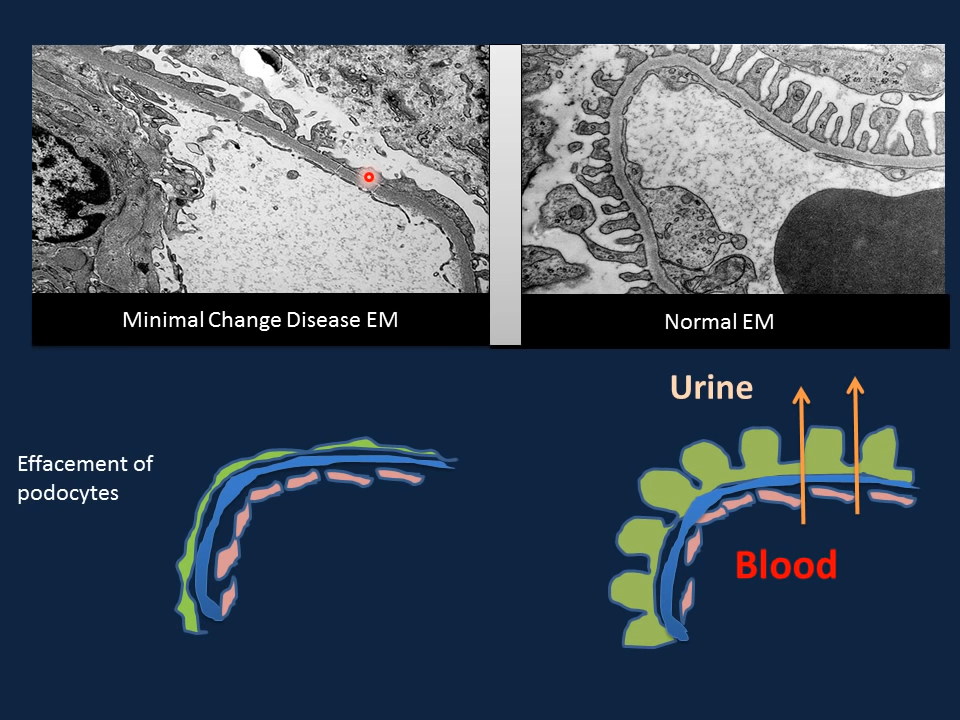 Minimal Change Disease EM
Normal EM
Urine
Effacement of
podocytes
Blood